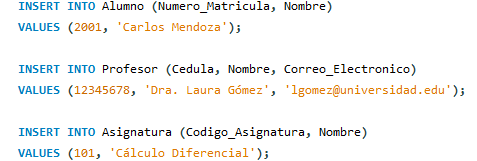 INSERT INTO Alumno (Numero_Matricula, Nombre)
VALUES (2001, 'Carlos Mendoza');
INSERT INTO Profesor (Cedula, Nombre, Correo_Electronico)
VALUES (12345678, 'Dra. Laura Gómez', 'lgomez@universidad.edu');
INSERT INTO Asignatura (Codigo_Asignatura, Nombre)
VALUES (101, 'Cálculo Diferencial');